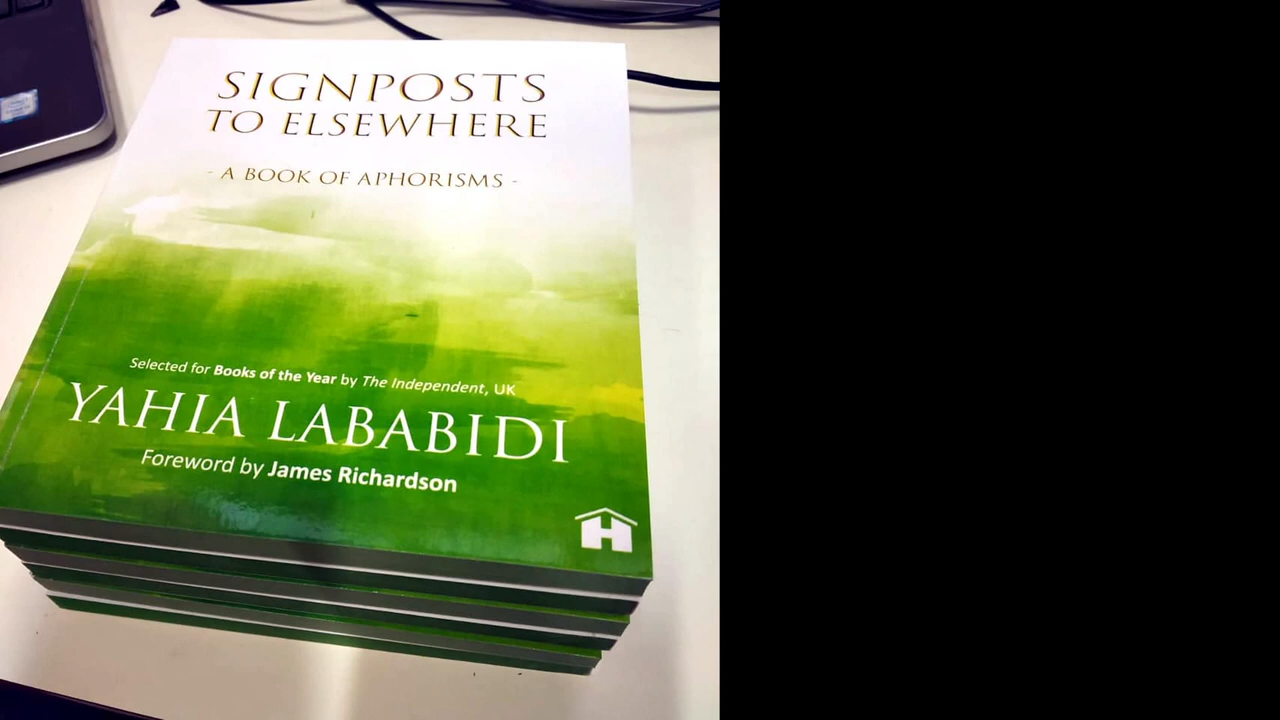 SIGNPOSTS
TO ELSEWHERE
- A BOOK OF APHORISMS -
Selected for Books of the Year by The Independent, UK
YAHIA LABABIDI
Foreword by James Richardson
H